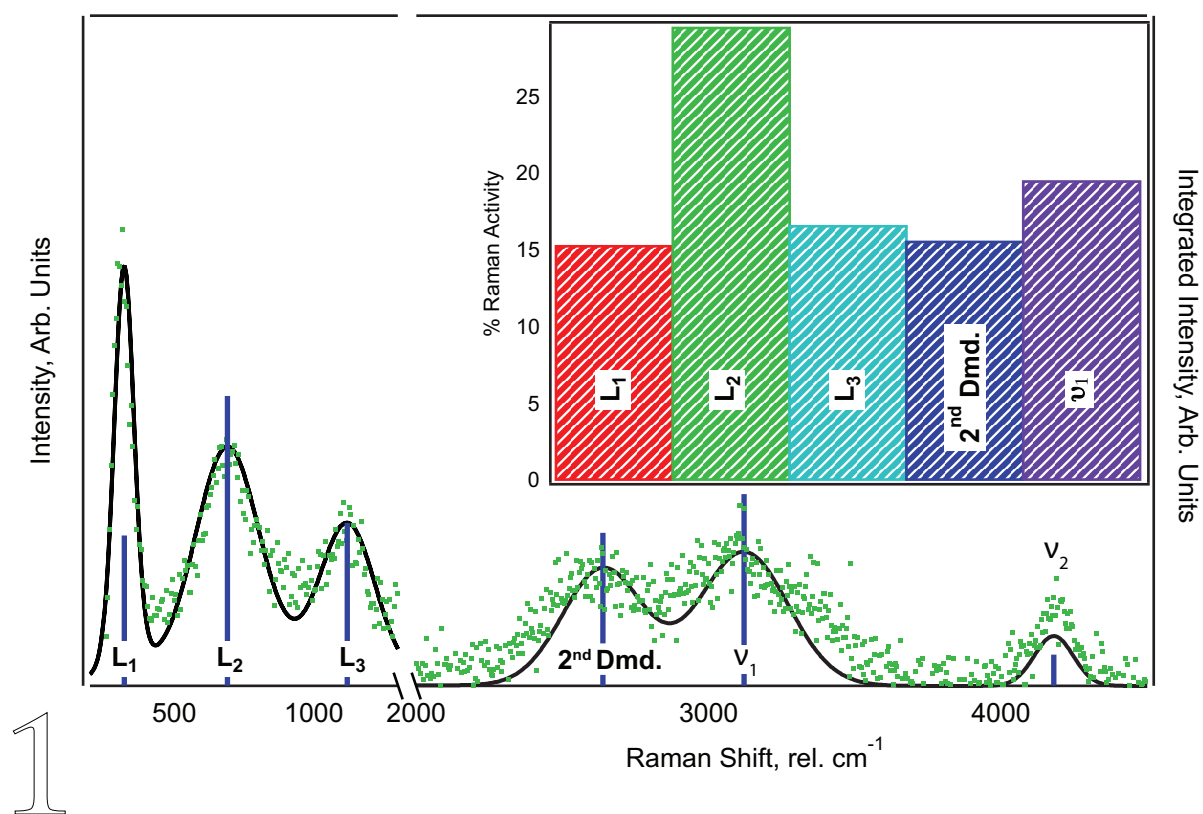 25
20
15
10
5
0
% Raman Activity
L1
L2
L3
2nd Dmd.
υ1
Intensity, Arb. Units
Integrated Intensity, Arb. Units
L1
L2
L3
2nd Dmd.
ν1
ν2
500
1000
2000
3000
4000
Raman Shift, rel. cm-1
1